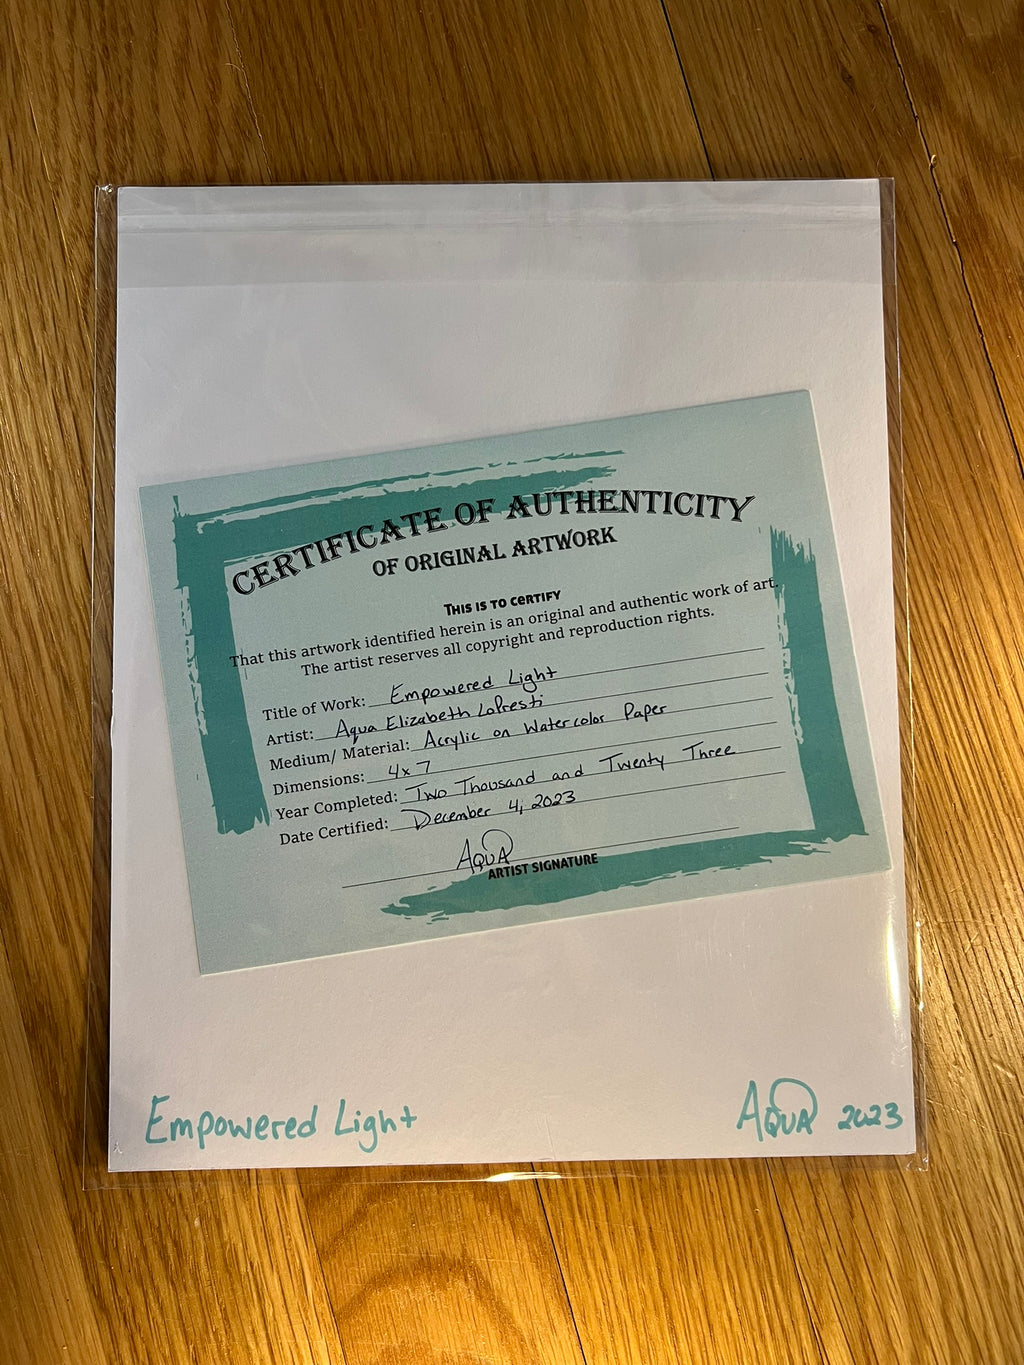 CERTIFICATE OF AUTHENTICITY
OF ORIGINAL ARTWORK
THIS IS TO CERTIFY
That this artwork identified herein is an original and authentic work of art.
The artist reserves all copyright and reproduction rights.
Title of Work: Empowered Light
Artist: Aqua Elizabeth LoPresti
Medium/ Material: Acrylic on Watercolor Paper
Dimensions: 4x7
Year Completed: Two Thousand and Twenty Three
Date Certified: December 4, 2023
AQUA
ARTIST SIGNATURE
Empowered Light AQUA 2023